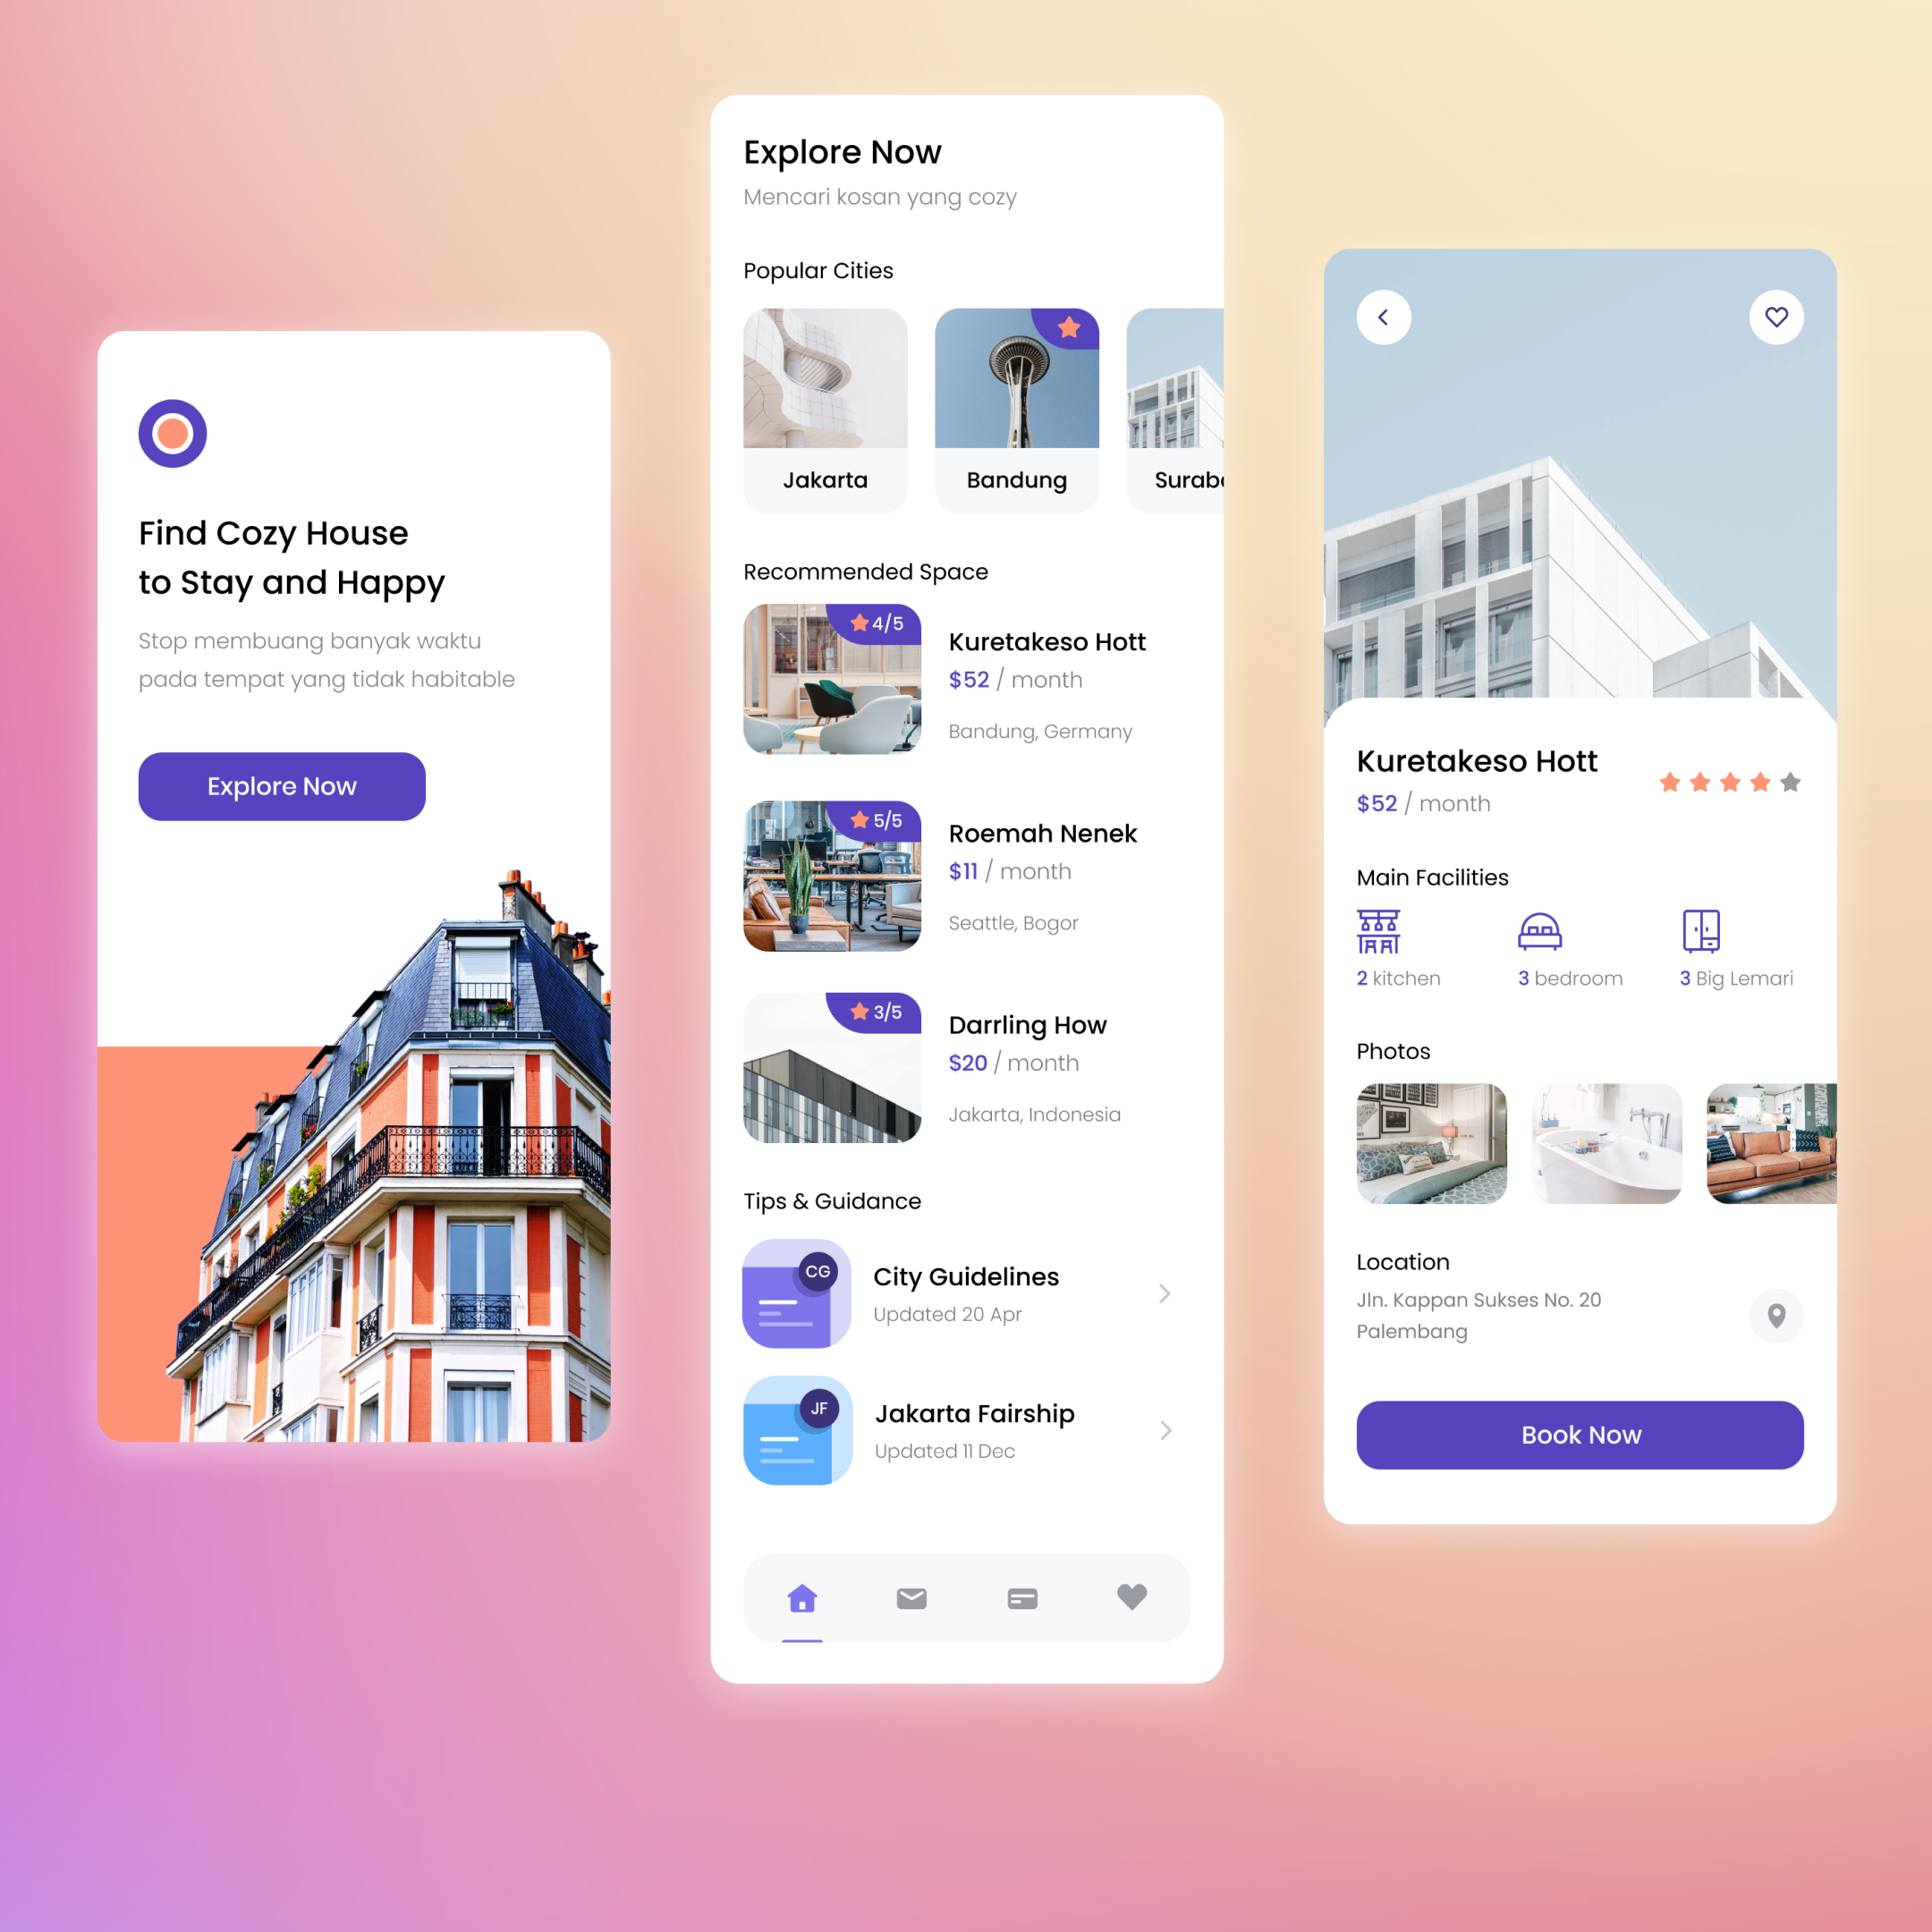 Find Cozy House
to Stay and Happy
Stop membuang banyak waktu
pada tempat yang tidak habitable
Explore Now
Explore Now
Mencari kosan yang cozy
Popular Cities
Jakarta
Bandung
Surab
Recommended Space
4/5
Kuretakeso Hott
$52 / month
Bandung, Germany
5/5
Roemah Nenek
$11 / month
Seattle, Bogor
3/5
Darrling How
$20 / month
Jakarta, Indonesia
Tips & Guidance
CG
City Guidelines
Updated 20 Apr
JF
Jakarta Fairship
Updated 11 Dec
Kuretakeso Hott
$52 / month
Main Facilities
2 kitchen
3 bedroom
3 Big Lemari
Photos
Location
Jln. Kappan Sukses No. 20
Palembang
Book Now